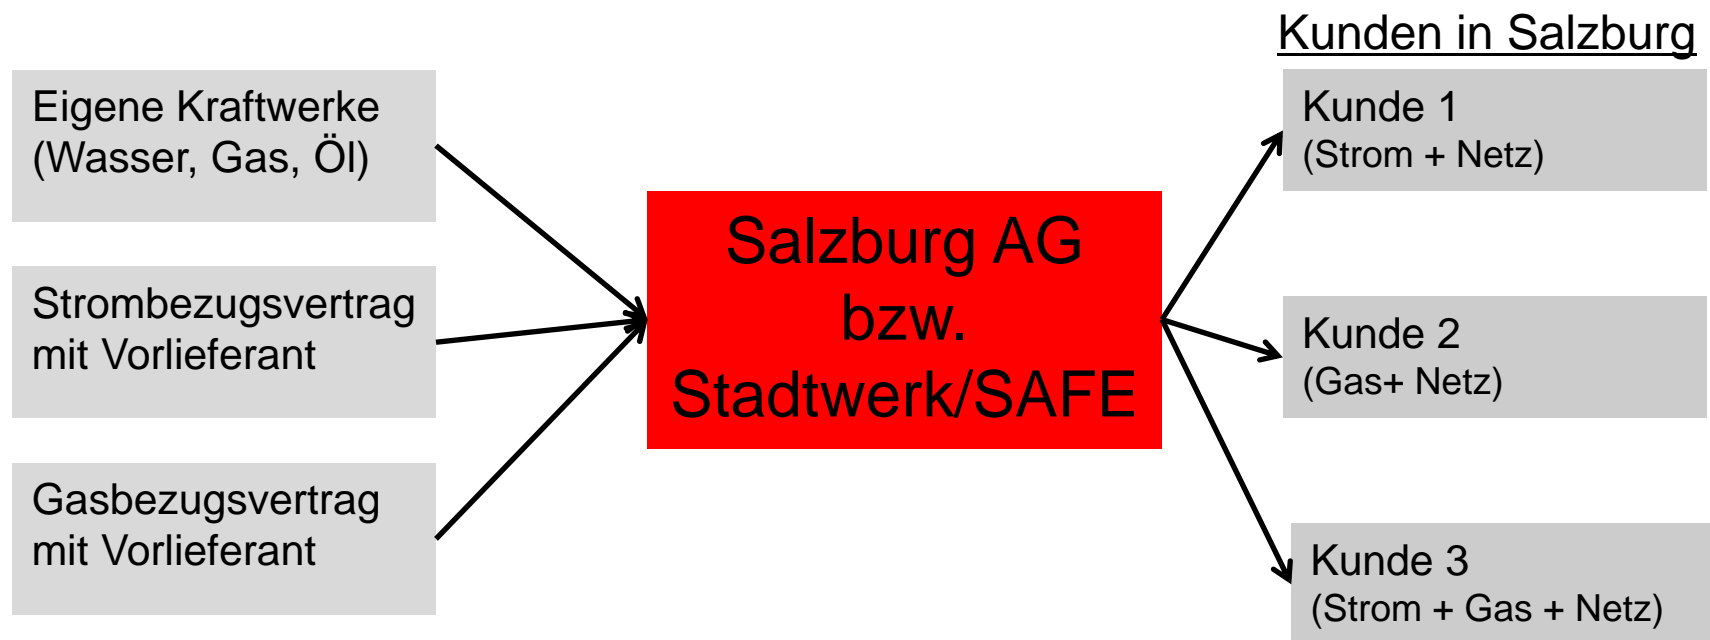 Kunden in Salzburg
Eigene Kraftwerke
(Wasser, Gas, Öl)
Strombezugsvertrag
mit Vorlieferant
Gasbezugsvertrag
mit Vorlieferant
Salzburg AG
bzw.
Stadtwerk/SAFE
Kunde 1
(Strom + Netz)
Kunde 2
(Gas+ Netz)
Kunde 3
(Strom + Gas + Netz)